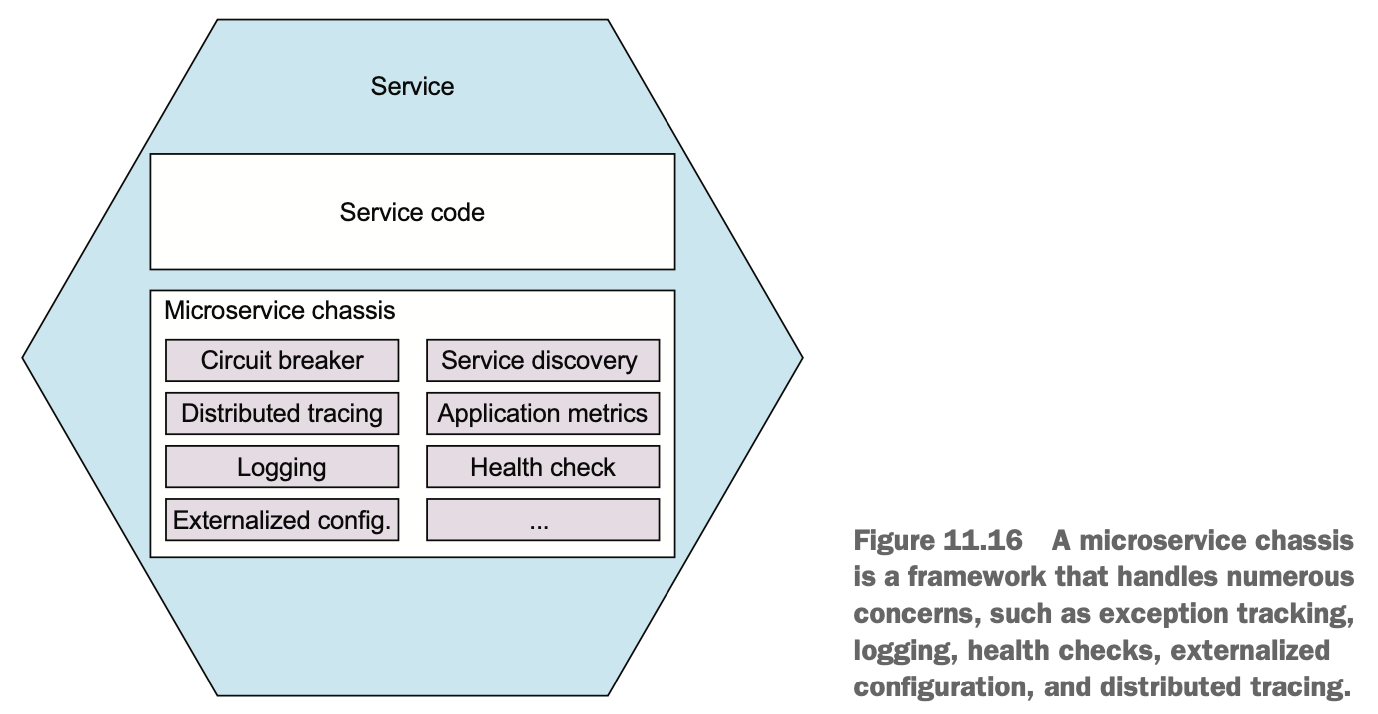 Service
Service code
Microservice chassis
Circuit breaker
Service discovery
Distributed tracing
Application metrics
Logging
Health check
Externalized config.
...
Figure 11.16 A microservice chassis
is a framework that handles numerous
concerns, such as exception tracking,
logging, health checks, externalized
configuration, and distributed tracing.